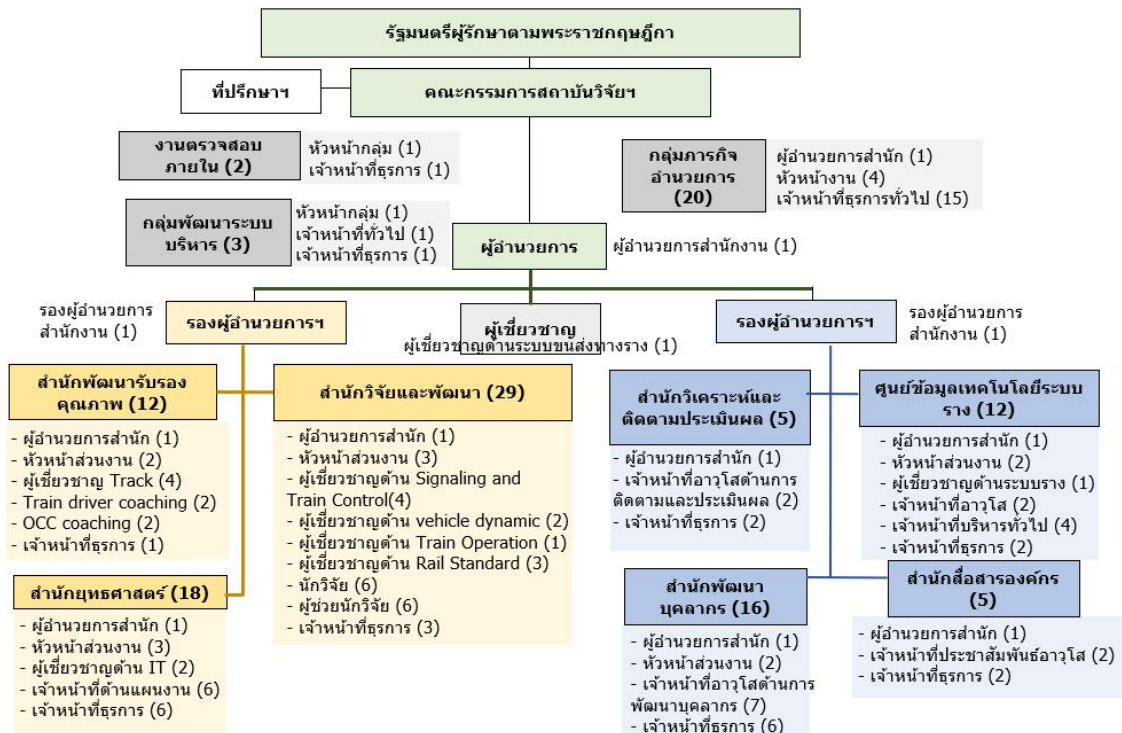 รัฐมนตรีผู้รักษาตามพระราชกฤษฎีกา
ที่ปรึกษาฯ
คณะกรรมการสถาบันวิจัยฯ
งานตรวจสอบ
ภายใน (2)
หัวหน้ากลุ่ม (1)
เจ้าหน้าที่ธุรการ (1)
กลุ่มภารกิจ
อำนวยการ
(20)
ผู้อำนวยการสำนัก (1)
หัวหน้างาน (4)
เจ้าหน้าที่ธุรการทั่วไป (15)
กลุ่มพัฒนาระบบ
บริหาร (3)
หัวหน้ากลุ่ม (1)
เจ้าหน้าที่ทั่วไป (1)
เจ้าหน้าที่ธุรการ (1)
ผู้อำนวยการ
ผู้อำนวยการสำนักงาน (1)
รองผู้อำนวยการ
สำนักงาน (1)
รองผู้อำนวยการฯ
ผู้เชี่ยวชาญ
ผู้เชี่ยวชาญด้านระบบขนส่งทางราง (1)
รองผู้อำนวยการฯ
รองผู้อำนวยการ
สำนักงาน (1)
สำนักพัฒนารับรอง
คุณภาพ (12)
- ผู้อำนวยการสำนัก (1)
- หัวหน้าส่วนงาน (2)
- ผู้เชี่ยวชาญ Track (4)
- Train driver coaching (2)
- OCC coaching (2)
- เจ้าหน้าที่ธุรการ (1)
สำนักวิจัยและพัฒนา (29)
- ผู้อำนวยการสำนัก (1)
- หัวหน้าส่วนงาน (3)
- ผู้เชี่ยวชาญด้าน Signaling and
Train Control(4)
- ผู้เชี่ยวชาญด้าน vehicle dynamic (2)
- ผู้เชี่ยวชาญด้าน Train Operation (1)
- ผู้เชี่ยวชาญด้าน Rail Standard (3)
- นักวิจัย (6)
- ผู้ช่วยนักวิจัย (6)
- เจ้าหน้าที่ธุรการ (3)
สำนักยุทธศาสตร์ (18)
- ผู้อำนวยการสำนัก (1)
- หัวหน้าส่วนงาน (3)
- ผู้เชี่ยวชาญด้าน IT (2)
- เจ้าหน้าที่ด้านแผนงาน (6)
- เจ้าหน้าที่ธุรการ (6)
สำนักวิเคราะห์และ
ติดตามประเมินผล (5)
- ผู้อำนวยการสำนัก (1)
- เจ้าหน้าที่อาวุโสด้านการ
ติดตามและประเมินผล (2)
- เจ้าหน้าที่ธุรการ (2)
ศูนย์ข้อมูลเทคโนโลยีระบบ
ราง (12)
- ผู้อำนวยการสำนัก (1)
- หัวหน้าส่วนงาน (2)
- ผู้เชี่ยวชาญด้านระบบราง (1)
- เจ้าหน้าที่อาวุโส (2)
- เจ้าหน้าที่บริหารทั่วไป (4)
- เจ้าหน้าที่ธุรการ (2)
สำนักพัฒนา
บุคลากร (16)
- ผู้อำนวยการสำนัก (1)
- หัวหน้าส่วนงาน (2)
- เจ้าหน้าที่อาวุโสด้านการ
พัฒนาบุคลากร (7)
- เจ้าหน้าที่ธุรการ (6)
สำนักสื่อสารองค์กร
(5)
- ผู้อำนวยการสำนัก (1)
- เจ้าหน้าที่ประชาสัมพันธ์อาวุโส (2)
- เจ้าหน้าที่ธุรการ (2)